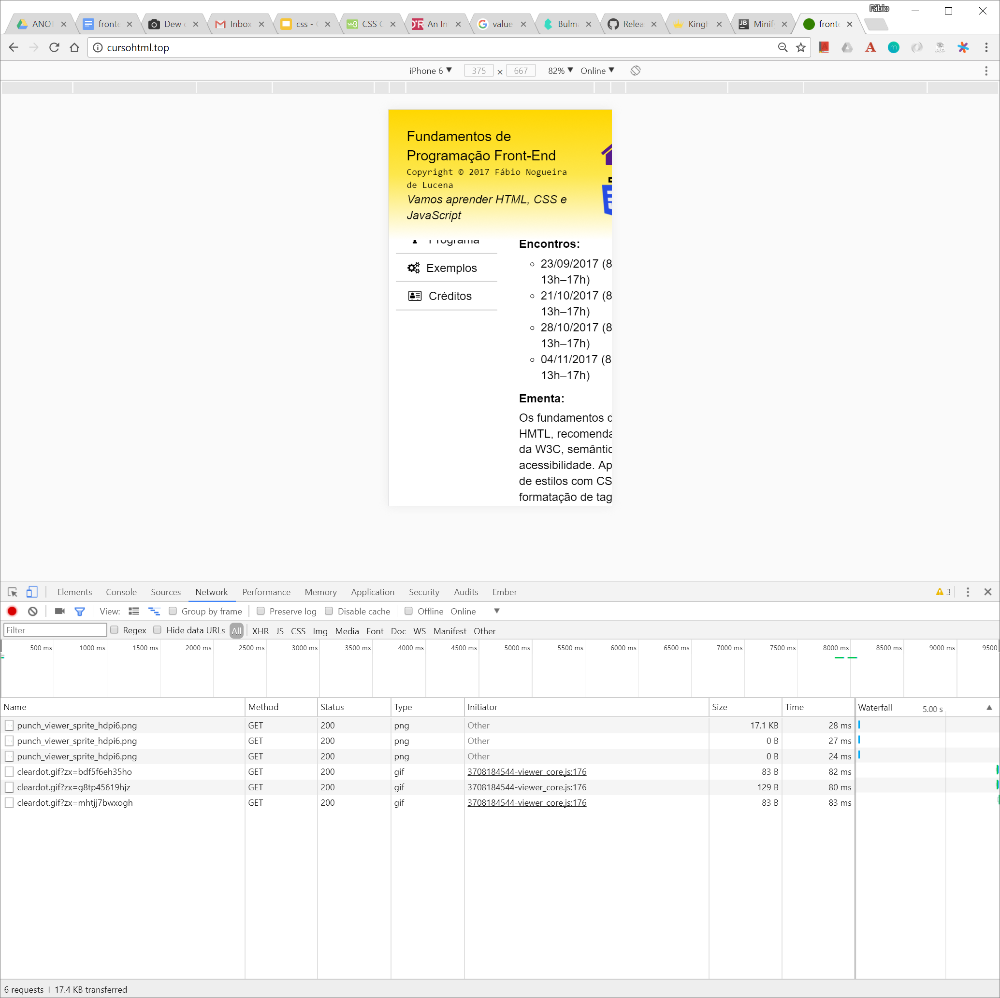 Fábio
ANOT
fronte
Dew
Inbox
css -
CSS
An In
value
Bulm
Relea
King
Minif
fronte
cursohtml.top
iPhone 6 375 × 667 82% Online
Fundamentos de
Programação Front-End
Copyright © 2017 Fábio Nogueira
de Lucena
Vamos aprender HTML, CSS e
JavaScript
Programa
Exemplos
Créditos
Encontros:
23/09/2017 (8
13h–17h)
21/10/2017 (8
13h–17h)
28/10/2017 (8
13h–17h)
04/11/2017 (8
13h–17h)
Ementa:
Os fundamentos d
HMTL, recomenda
da W3C, semântic
acessibilidade. Ap
de estilos com CS
formatação de tag
Elements Console Sources Network Performance Memory Application Security Audits Ember 3
View: Group by frame Preserve log Disable cache Offline Online
Filter Regex Hide data URLs All XHR JS CSS Img Media Font Doc WS Manifest Other
500 ms 1000 ms 1500 ms 2000 ms 2500 ms 3000 ms 3500 ms 4000 ms 4500 ms 5000 ms 5500 ms 6000 ms 6500 ms 7000 ms 7500 ms 8000 ms 8500 ms 9000 ms 9500
Name Method Status Type Initiator Size Time Waterfall 5.00 s
punch_viewer_sprite_hdpi6.png GET 200 png Other 17.1 KB 28 ms
punch_viewer_sprite_hdpi6.png GET 200 png Other 0 B 27 ms
punch_viewer_sprite_hdpi6.png GET 200 png Other 0 B 24 ms
cleardot.gif?zx=bdf5f6eh35ho GET 200 gif 3708184544-viewer_core.js:176 83 B 82 ms
cleardot.gif?zx=g8tp45619hjz GET 200 gif 3708184544-viewer_core.js:176 129 B 80 ms
cleardot.gif?zx=mhtjj7bwxogh GET 200 gif 3708184544-viewer_core.js:176 83 B 83 ms
6 requests | 17.4 KB transferred